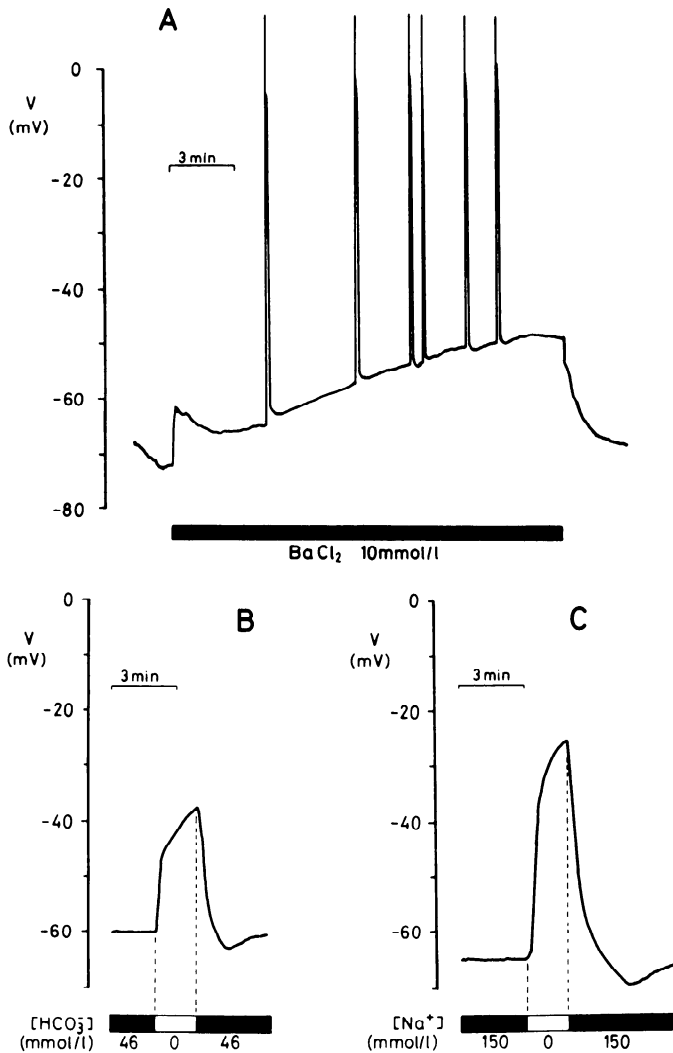 A
0
V
(mV)
3 min
-20
-40
-60
-80
BaCl₂ 10mmol/l
B
0
V
(mV)
3 min
-20
-40
-60
[HCO₃⁻]
(mmol/l)
46 0 46
C
0
V
(mV)
3 min
-20
-40
-60
[Na⁺]
(mmol/l)
150 0 150